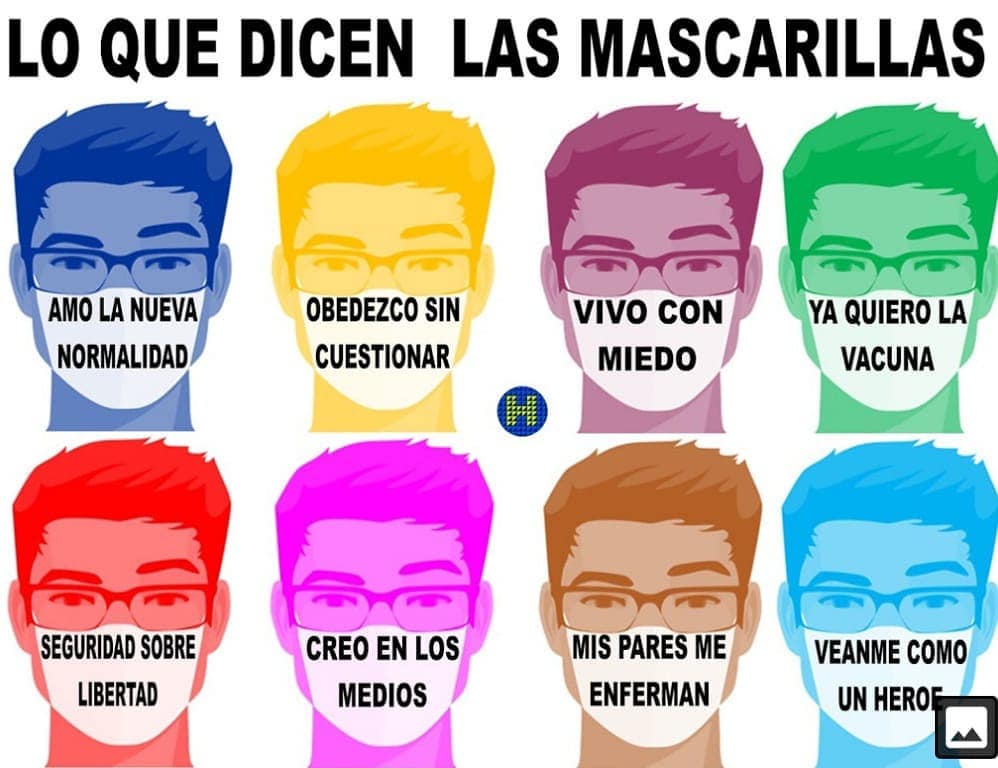 LO QUE DICEN LAS MASCARILLAS
AMO LA NUEVA
NORMALIDAD
OBEDEZCO SIN
CUESTIONAR
VIVO CON
MIEDO
YA QUIERO LA
VACUNA
H
SEGURIDAD SOBRE
LIBERTAD
CREO EN LOS
MEDIOS
MIS PARES ME
ENFERMAN
VEANME COMO
UN HEROE